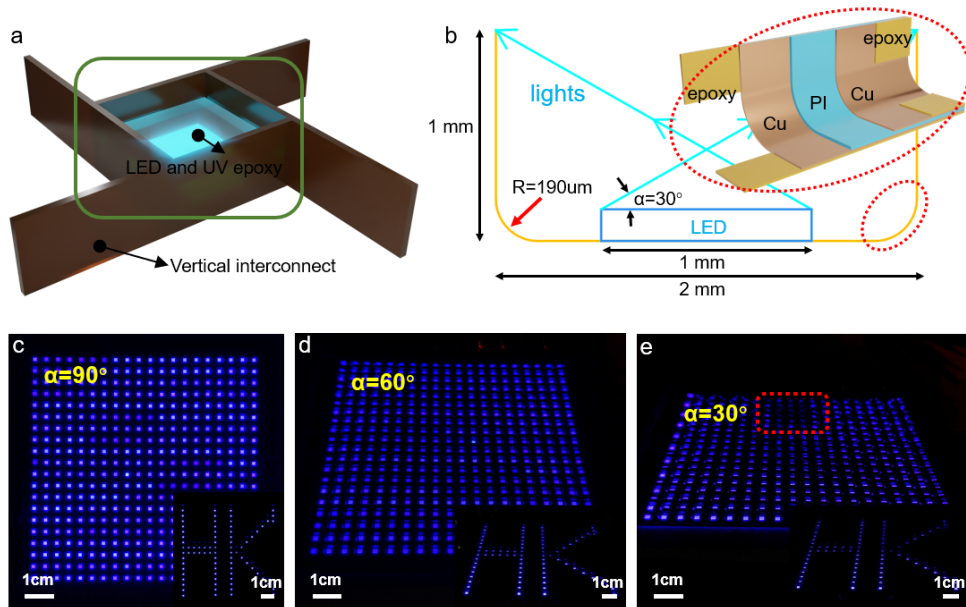 a
LED and UV epoxy
Vertical interconnect
b
1 mm
lights
epoxy
epoxy
Cu
PI
Cu
R=190um
α=30°
LED
1 mm
2 mm
c
α=90°
1cm
1cm
d
α=60°
1cm
1cm
e
α=30°
1cm
1cm